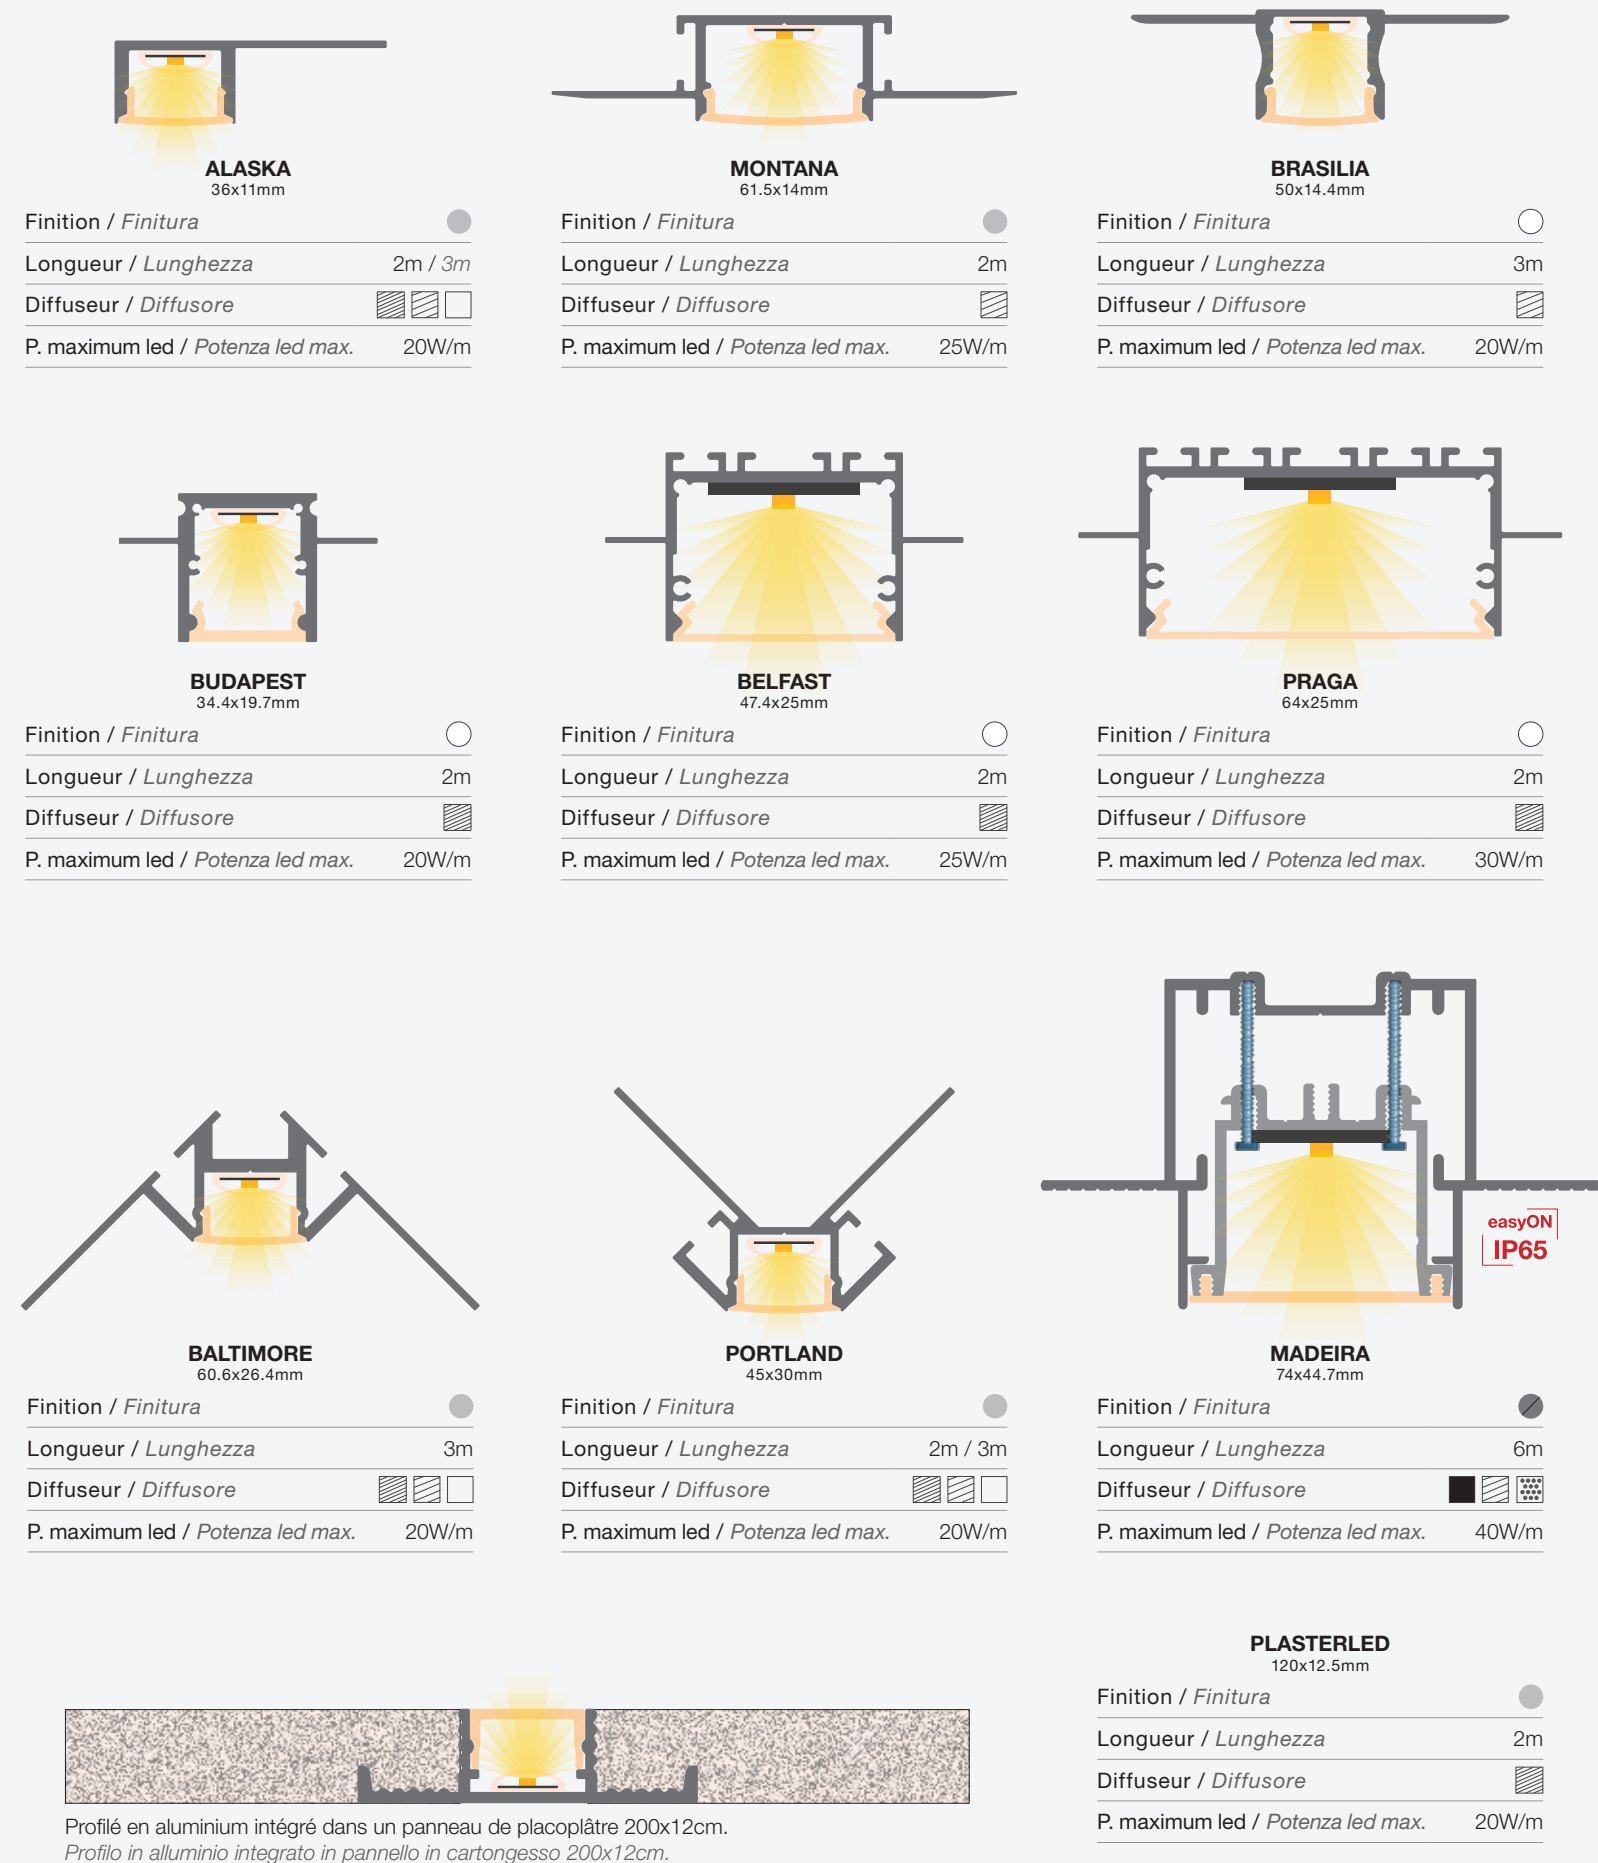 ALASKA
36x11mm
Finition / Finitura
Longueur / Lunghezza 2m / 3m
Diffuseur / Diffusore
P. maximum led / Potenza led max. 20W/m
MONTANA
61.5x14mm
Finition / Finitura
Longueur / Lunghezza 2m
Diffuseur / Diffusore
P. maximum led / Potenza led max. 25W/m
BRASILIA
50x14.4mm
Finition / Finitura
Longueur / Lunghezza 3m
Diffuseur / Diffusore
P. maximum led / Potenza led max. 20W/m
BUDAPEST
34.4x19.7mm
Finition / Finitura
Longueur / Lunghezza 2m
Diffuseur / Diffusore
P. maximum led / Potenza led max. 20W/m
BELFAST
47.4x25mm
Finition / Finitura
Longueur / Lunghezza 2m
Diffuseur / Diffusore
P. maximum led / Potenza led max. 25W/m
PRAGA
64x25mm
Finition / Finitura
Longueur / Lunghezza 2m
Diffuseur / Diffusore
P. maximum led / Potenza led max. 30W/m
BALTIMORE
60.6x26.4mm
Finition / Finitura
Longueur / Lunghezza 3m
Diffuseur / Diffusore
P. maximum led / Potenza led max. 20W/m
PORTLAND
45x30mm
Finition / Finitura
Longueur / Lunghezza 2m / 3m
Diffuseur / Diffusore
P. maximum led / Potenza led max. 20W/m
easyON
IP65
MADEIRA
74x44.7mm
Finition / Finitura
Longueur / Lunghezza 6m
Diffuseur / Diffusore
P. maximum led / Potenza led max. 40W/m
Profilé en aluminium intégré dans un panneau de placoplâtre 200x12cm.
Profilo in alluminio integrato in pannello in cartongesso 200x12cm.
PLASTERLED
120x12.5mm
Finition / Finitura
Longueur / Lunghezza 2m
Diffuseur / Diffusore
P. maximum led / Potenza led max. 20W/m